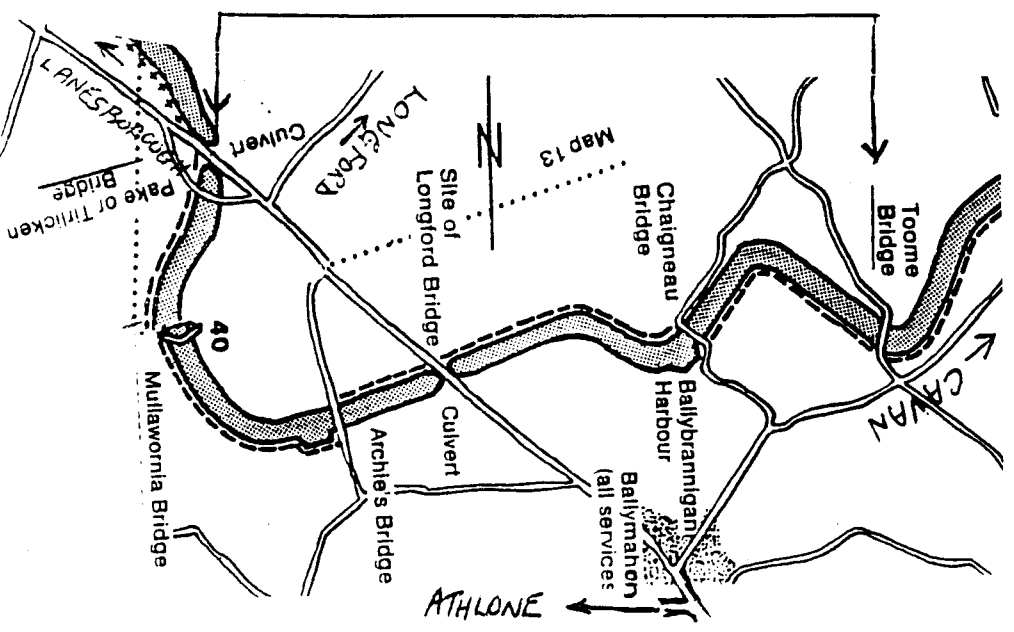 LANESBOROUGH
Culvert
LONGFORD
N
Map 13
Pake or Tirlicken
Bridge
Site of
Longford Bridge
Chaigneau
Bridge
Toome
Bridge
40
CAVAN
Mullawornia Bridge
Archie's Bridge
Culvert
Ballybrannigan
Harbour
Ballymahon
(all services
ATHLONE